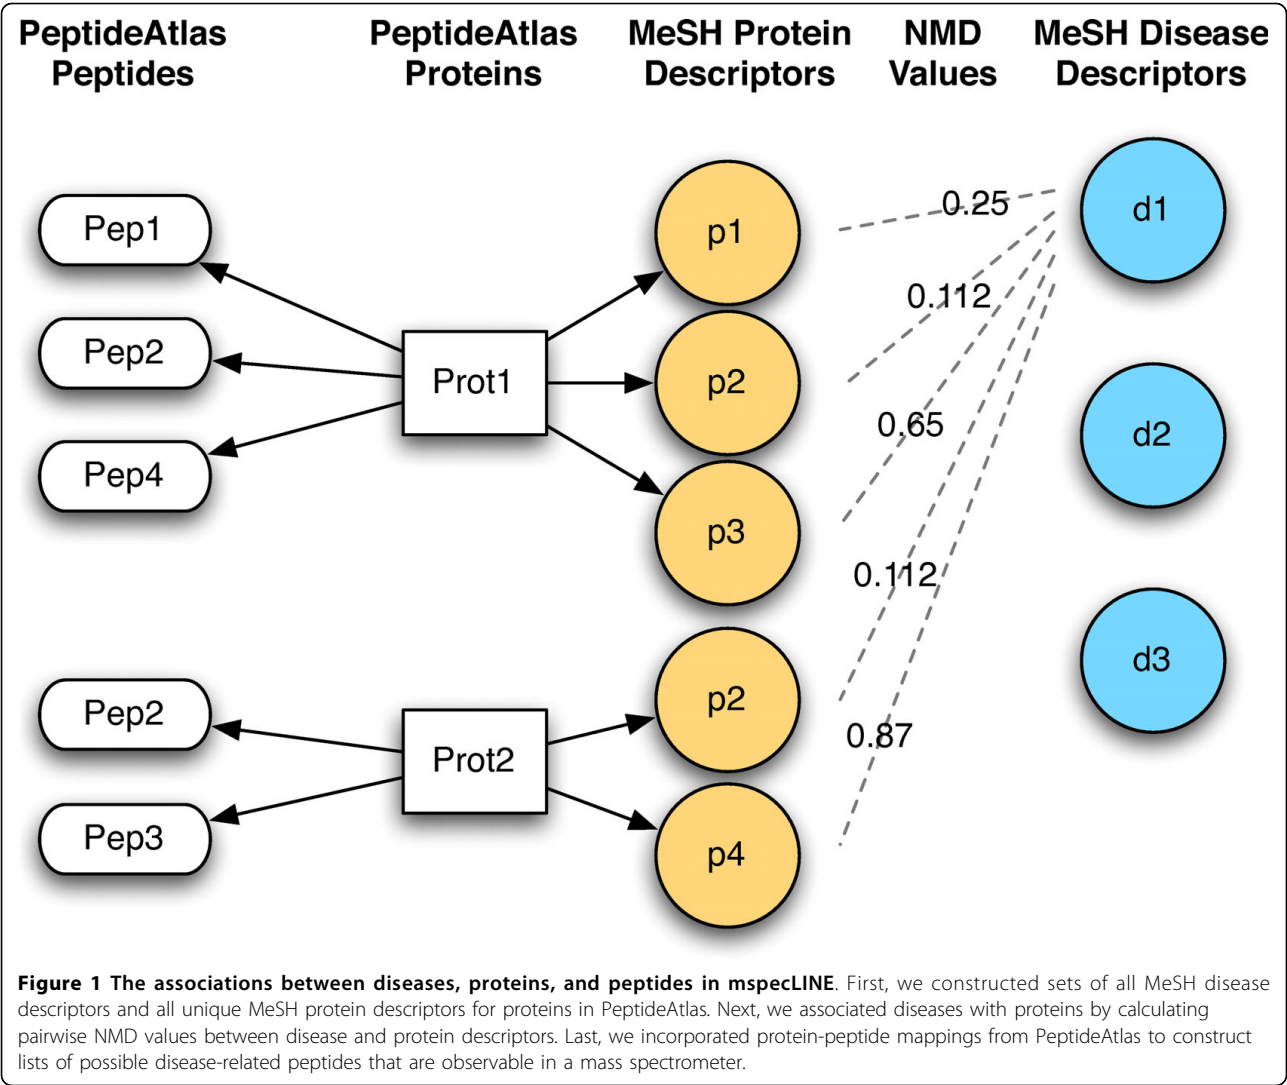 PeptideAtlas Peptides
PeptideAtlas Proteins
MeSH Protein Descriptors
NMD Values
MeSH Disease Descriptors
Pep1
Pep2
Pep4
Prot1
p1
p2
p3
0.25
0.112
0.65
0.112
0.87
d1
d2
d3
Pep2
Pep3
Prot2
p2
p4
Figure 1 The associations between diseases, proteins, and peptides in mspecLINE. First, we constructed sets of all MeSH disease
descriptors and all unique MeSH protein descriptors for proteins in PeptideAtlas. Next, we associated diseases with proteins by calculating
pairwise NMD values between disease and protein descriptors. Last, we incorporated protein-peptide mappings from PeptideAtlas to construct
lists of possible disease-related peptides that are observable in a mass spectrometer.